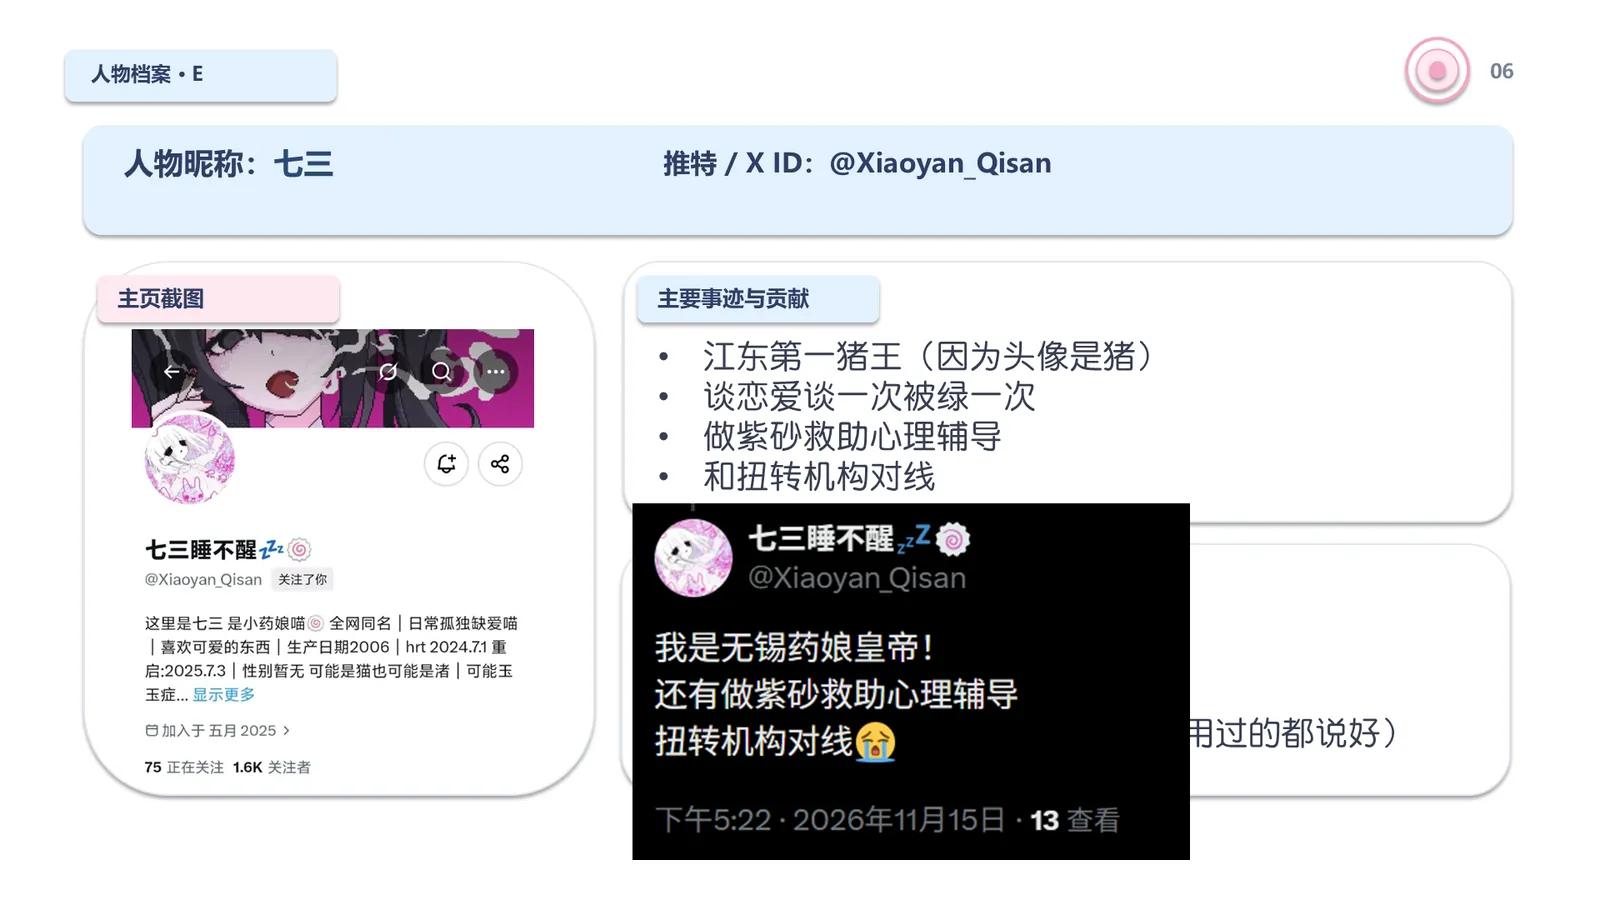 人物档案·E
06
人物昵称：七三
推特 / X ID：@Xiaoyan_Qisan
主页截图
七三睡不醒💤🍥
@Xiaoyan_Qisan 关注了你
这里是七三 是小药娘喵🍥 全网同名｜日常孤独缺爱喵
｜喜欢可爱的东西｜生产日期2006｜hrt 2024.7.1 重
启:2025.7.3｜性别暂无 可能是猫也可能是渚｜可能玉
玉症... 显示更多
加入于 五月 2025
75 正在关注 1.6K 关注者
主要事迹与贡献
• 江东第一猪王（因为头像是猪）
• 谈恋爱谈一次被绿一次
• 做紫砂救助心理辅导
• 和扭转机构对线
七三睡不醒💤🍥
@Xiaoyan_Qisan
我是无锡药娘皇帝！
还有做紫砂救助心理辅导
扭转机构对线😭
下午5:22 · 2026年11月15日 · 13 查看
用过的都说好）